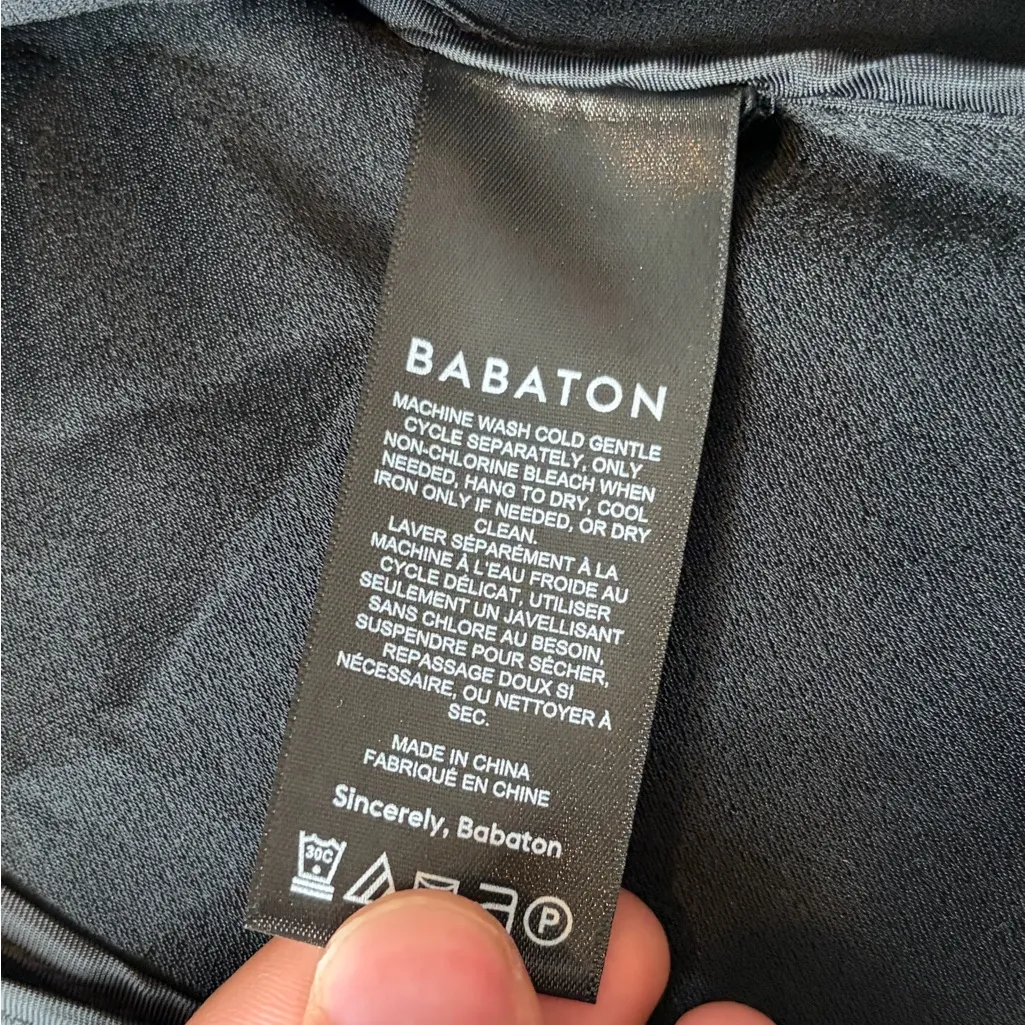 BABATON
MACHINE WASH COLD GENTLE
CYCLE SEPARATELY, ONLY
NON-CHLORINE BLEACH WHEN
NEEDED, HANG TO DRY, COOL
IRON ONLY IF NEEDED, OR DRY
CLEAN.
LAVER SÉPARÉMENT À LA
MACHINE À L'EAU FROIDE AU
CYCLE DÉLICAT, UTILISER
SEULEMENT UN JAVELLISANT
SANS CHLORE AU BESOIN,
SUSPENDRE POUR SÉCHER,
REPASSAGE DOUX SI
NÉCESSAIRE, OU NETTOYER À
SEC.
MADE IN CHINA
FABRIQUÉ EN CHINE
Sincerely, Babaton
30C P